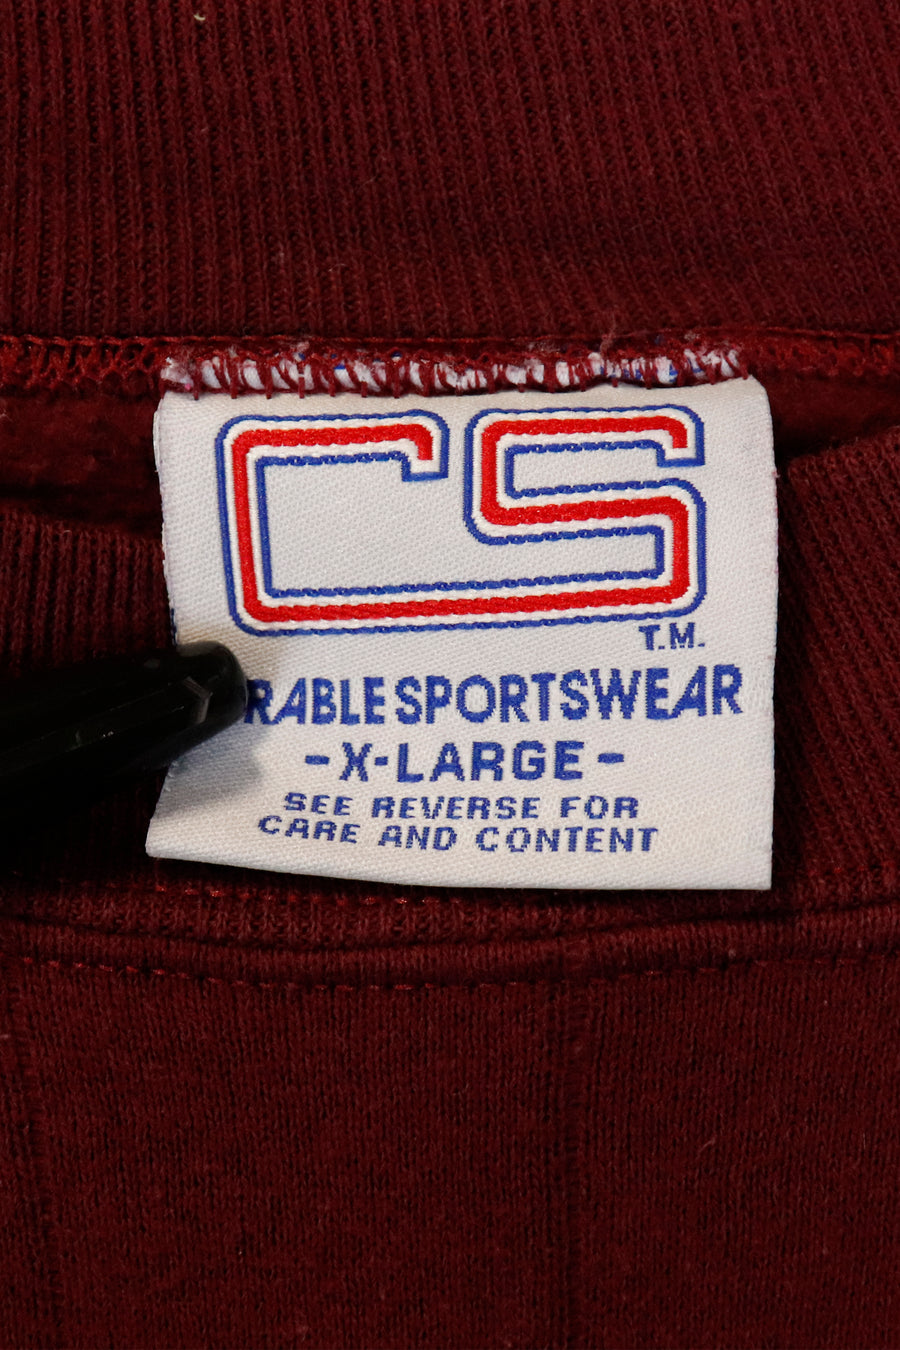 CS
T.M.
RABLE SPORTSWEAR
- X-LARGE -
SEE REVERSE FOR
CARE AND CONTENT